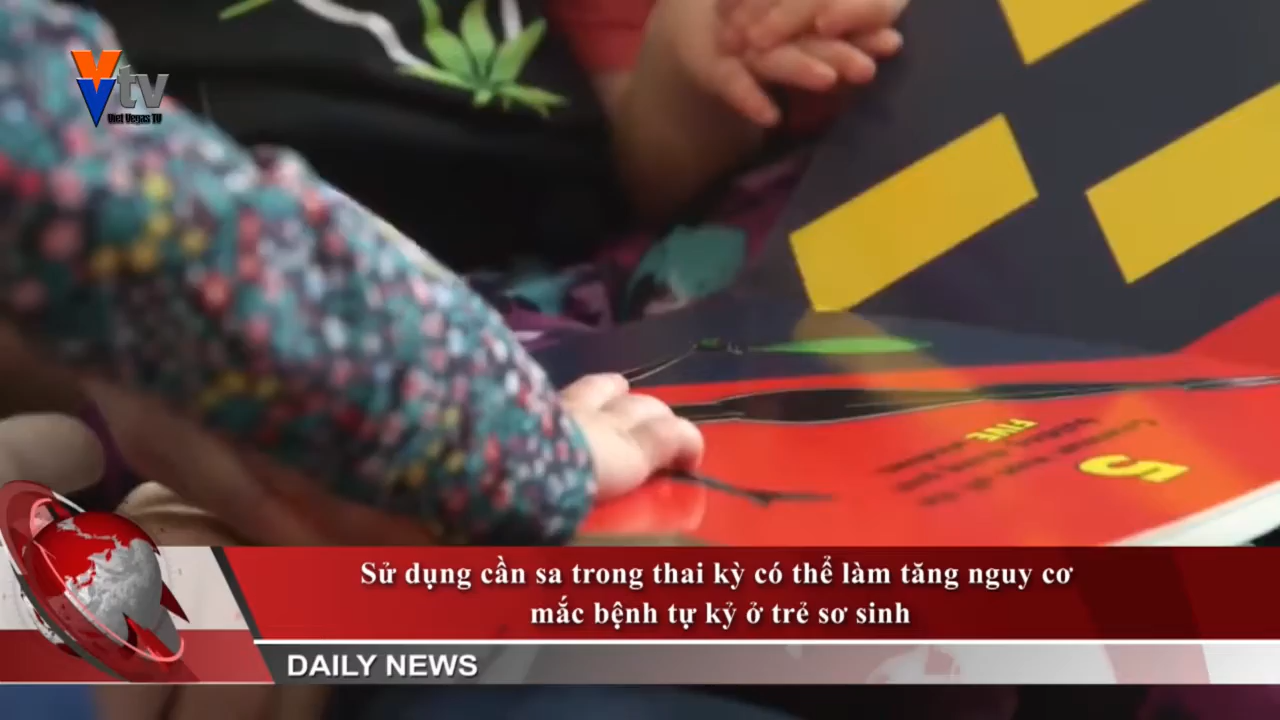 Vtv
Viet Vegas TV
5
FIVE
Sử dụng cần sa trong thai kỳ có thể làm tăng nguy cơ
mắc bệnh tự kỷ ở trẻ sơ sinh
DAILY NEWS